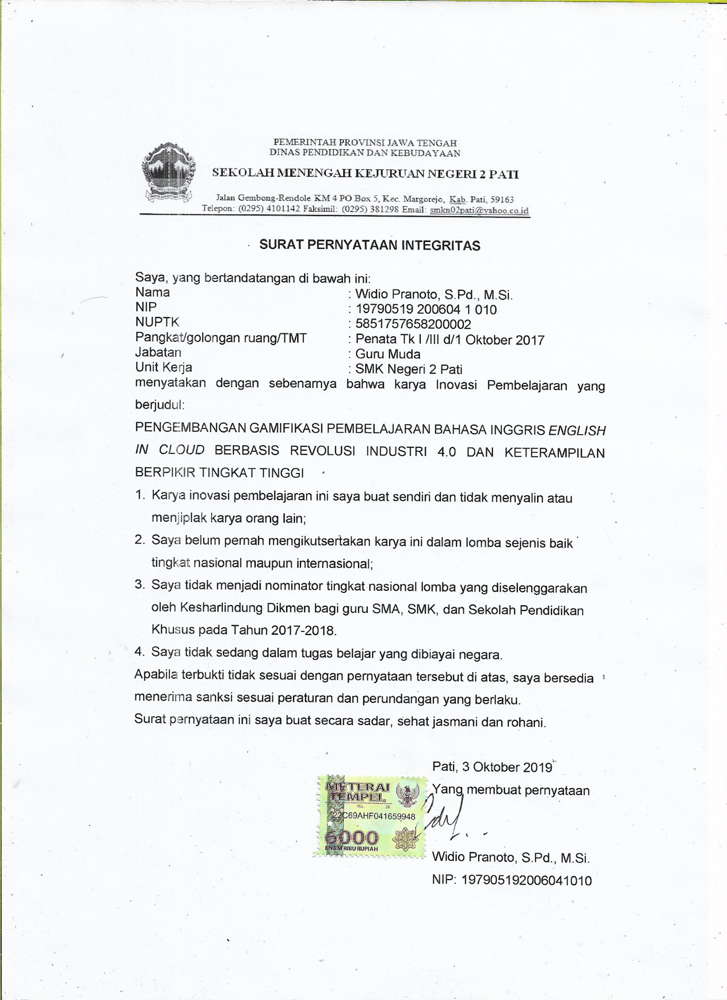 PEMERINTAH PROVINSI JAWA TENGAH
DINAS PENDIDIKAN DAN KEBUDAYAAN
SEKOLAH MENENGAH KEJURUAN NEGERI 2 PATI
Jalan Gembong-Rendole KM 4 PO Box 5, Kec. Margorejo, Kab. Pati, 59163
Telepon: (0295) 4101142 Faksimil: (0295) 381298 Email: smkn02pati@yahoo.co.id
SURAT PERNYATAAN INTEGRITAS
Saya, yang bertandatangan di bawah ini:
Nama : Widio Pranoto, S.Pd., M.Si.
NIP : 19790519 200604 1 010
NUPTK : 5851757658200002
Pangkat/golongan ruang/TMT : Penata Tk I /III d/1 Oktober 2017
Jabatan : Guru Muda
Unit Kerja : SMK Negeri 2 Pati
menyatakan dengan sebenarnya bahwa karya Inovasi Pembelajaran yang
berjudul:
PENGEMBANGAN GAMIFIKASI PEMBELAJARAN BAHASA INGGRIS ENGLISH
IN CLOUD BERBASIS REVOLUSI INDUSTRI 4.0 DAN KETERAMPILAN
BERPIKIR TINGKAT TINGGI
1. Karya inovasi pembelajaran ini saya buat sendiri dan tidak menyalin atau
menjiplak karya orang lain;
2. Saya belum pernah mengikutsertakan karya ini dalam lomba sejenis baik
tingkat nasional maupun internasional;
3. Saya tidak menjadi nominator tingkat nasional lomba yang diselenggarakan
oleh Kesharlindung Dikmen bagi guru SMA, SMK, dan Sekolah Pendidikan
Khusus pada Tahun 2017-2018.
4. Saya tidak sedang dalam tugas belajar yang dibiayai negara.
Apabila terbukti tidak sesuai dengan pernyataan tersebut di atas, saya bersedia
menerima sanksi sesuai peraturan dan perundangan yang berlaku.
Surat pernyataan ini saya buat secara sadar, sehat jasmani dan rohani.
Pati, 3 Oktober 2019
Yang membuat pernyataan
METERAI
TEMPEL
TGL. 20
22C69AHF041659948
6000
ENAM RIBU RUPIAH
Widio Pranoto, S.Pd., M.Si.
NIP: 197905192006041010